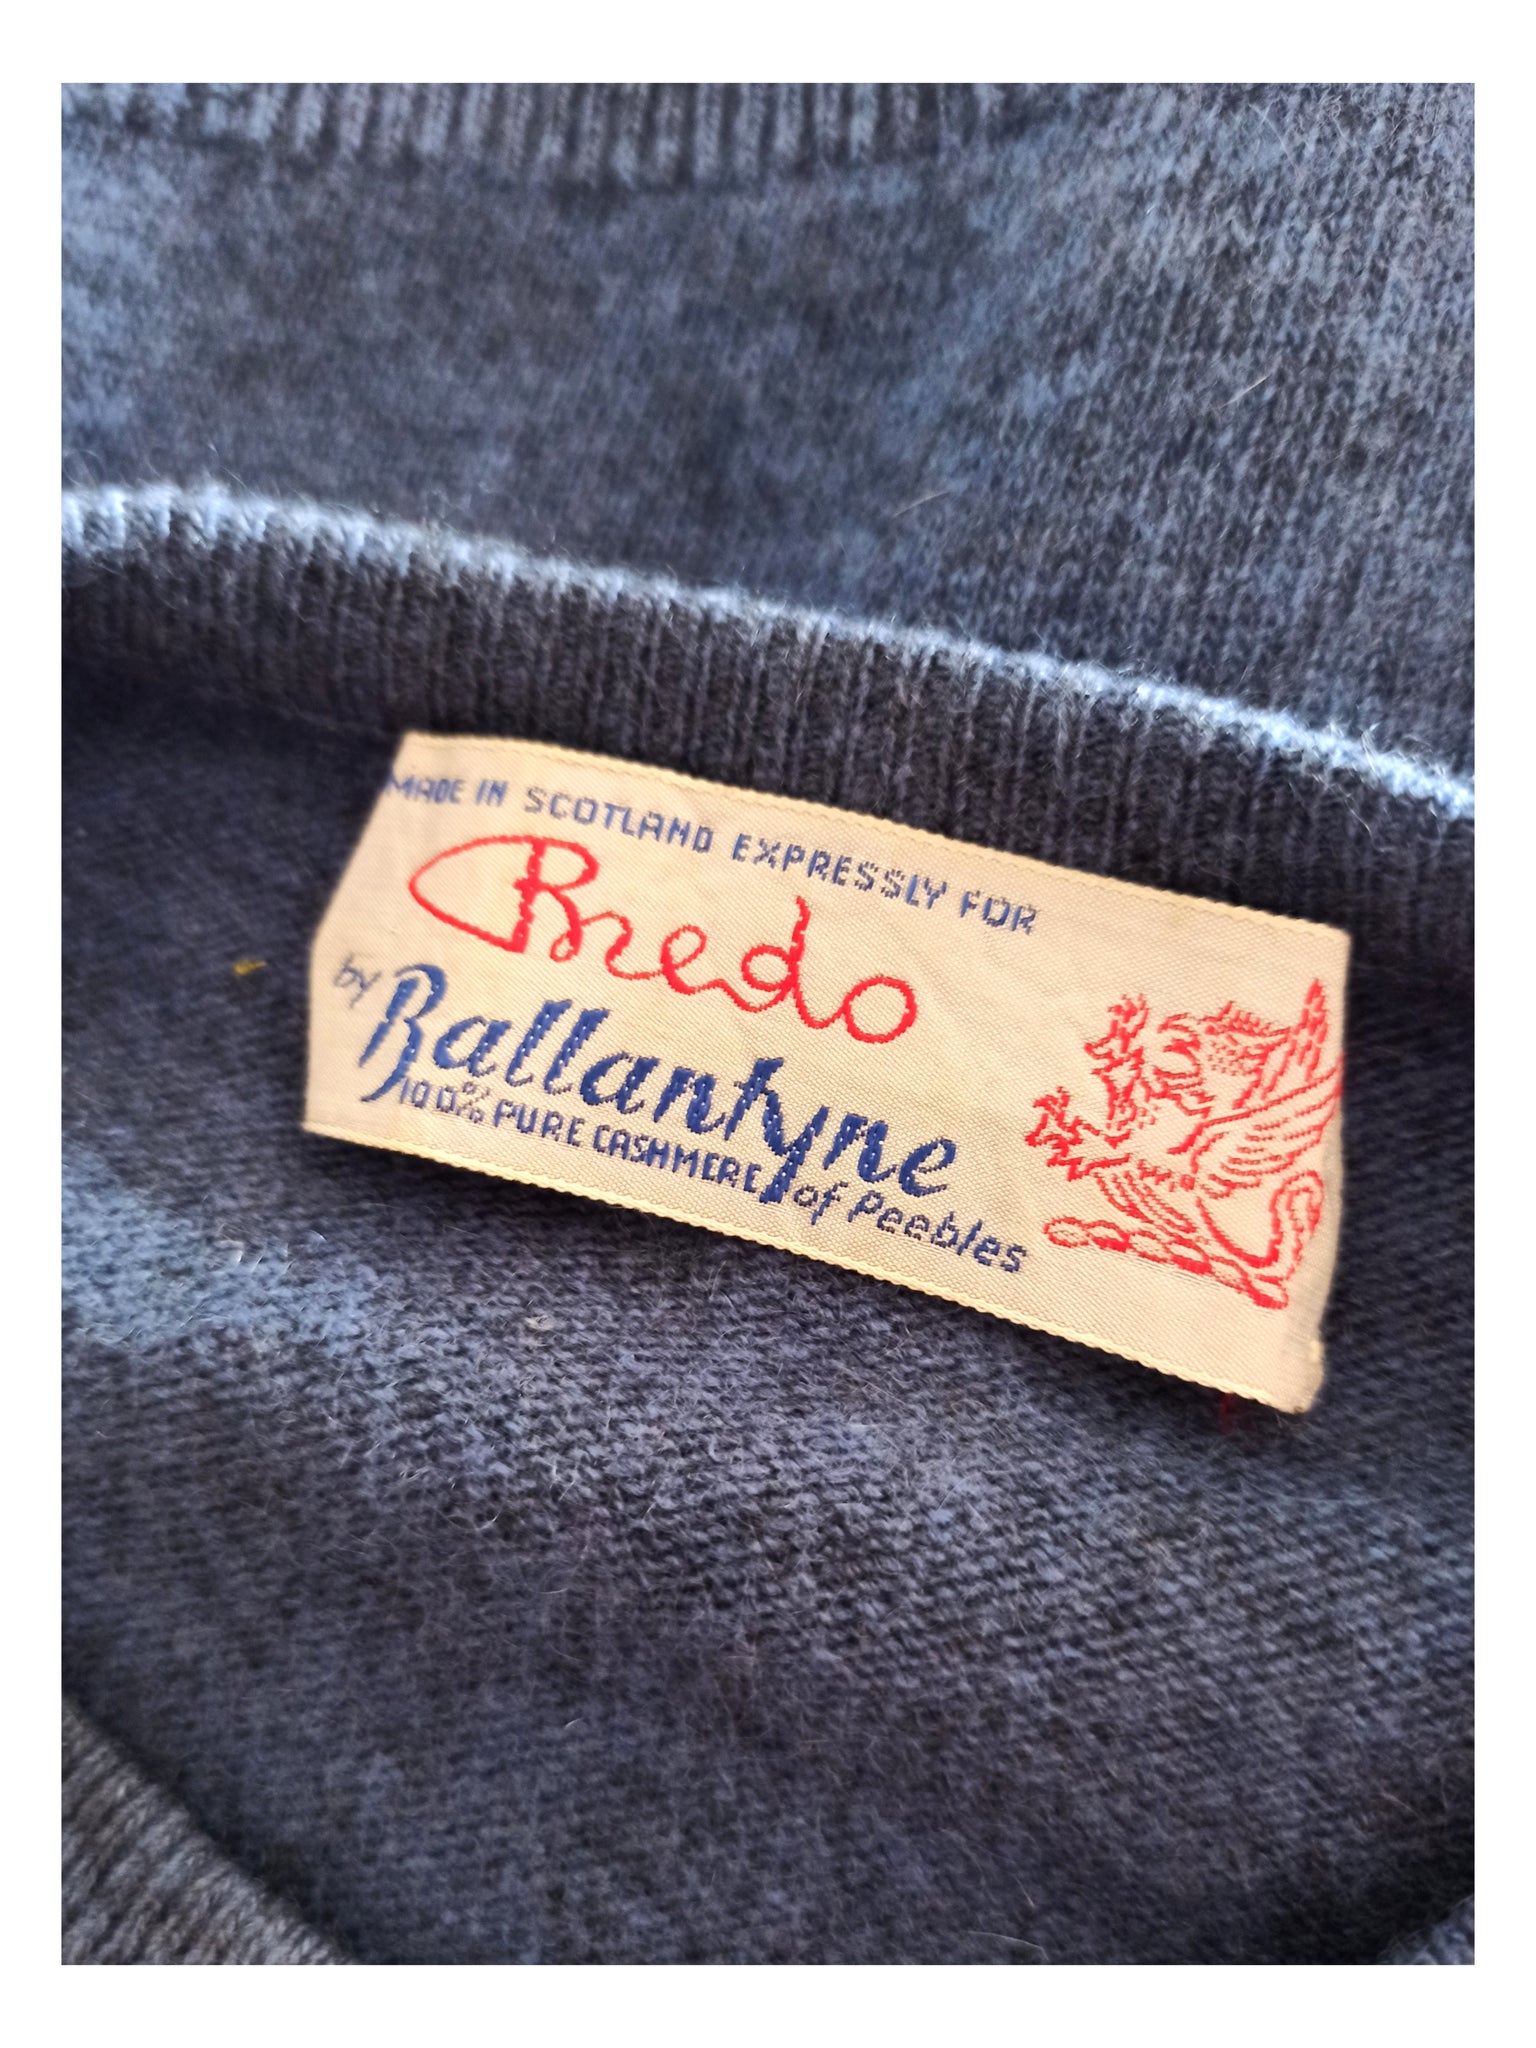 MADE IN SCOTLAND EXPRESSLY FOR
Bredo
by Ballantyne
100% PURE CASHMERE of Peebles